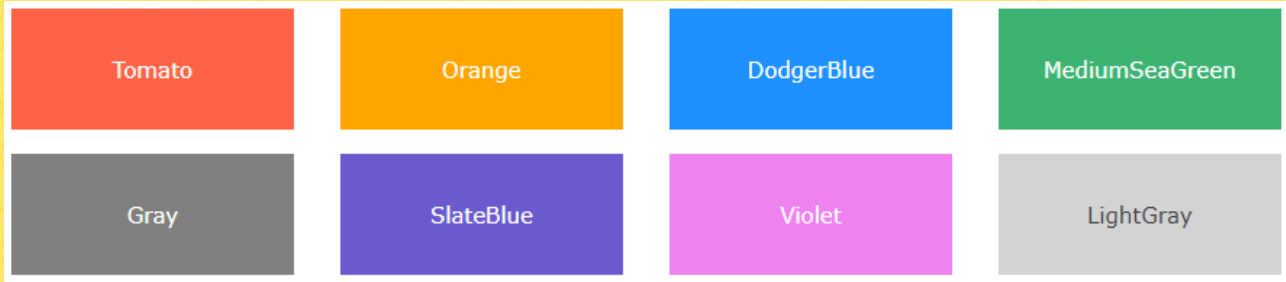 Tomato
Orange
DodgerBlue
MediumSeaGreen
Gray
SlateBlue
Violet
LightGray